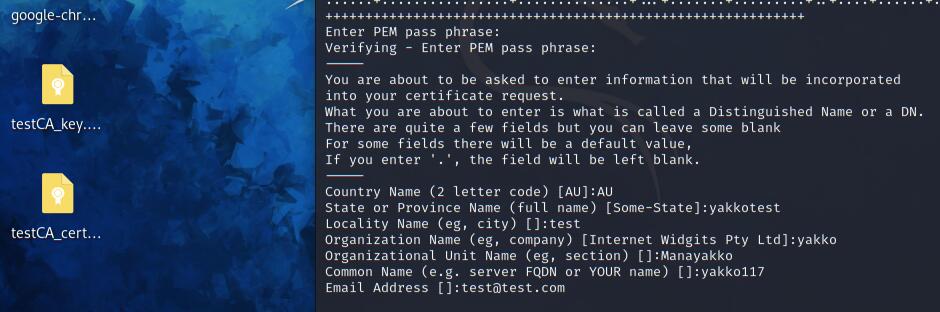 google-chr...
testCA_key....
testCA_cert...
++++++++++++++++++++++++++++++++++++++++++++++++++++++++++++++++
Enter PEM pass phrase:
Verifying - Enter PEM pass phrase:
-----
You are about to be asked to enter information that will be incorporated
into your certificate request.
What you are about to enter is what is called a Distinguished Name or a DN.
There are quite a few fields but you can leave some blank
For some fields there will be a default value,
If you enter '.', the field will be left blank.
-----
Country Name (2 letter code) [AU]:AU
State or Province Name (full name) [Some-State]:yakkotest
Locality Name (eg, city) []:test
Organization Name (eg, company) [Internet Widgits Pty Ltd]:yakko
Organizational Unit Name (eg, section) []:Manayakko
Common Name (e.g. server FQDN or YOUR name) []:yakko117
Email Address []:test@test.com